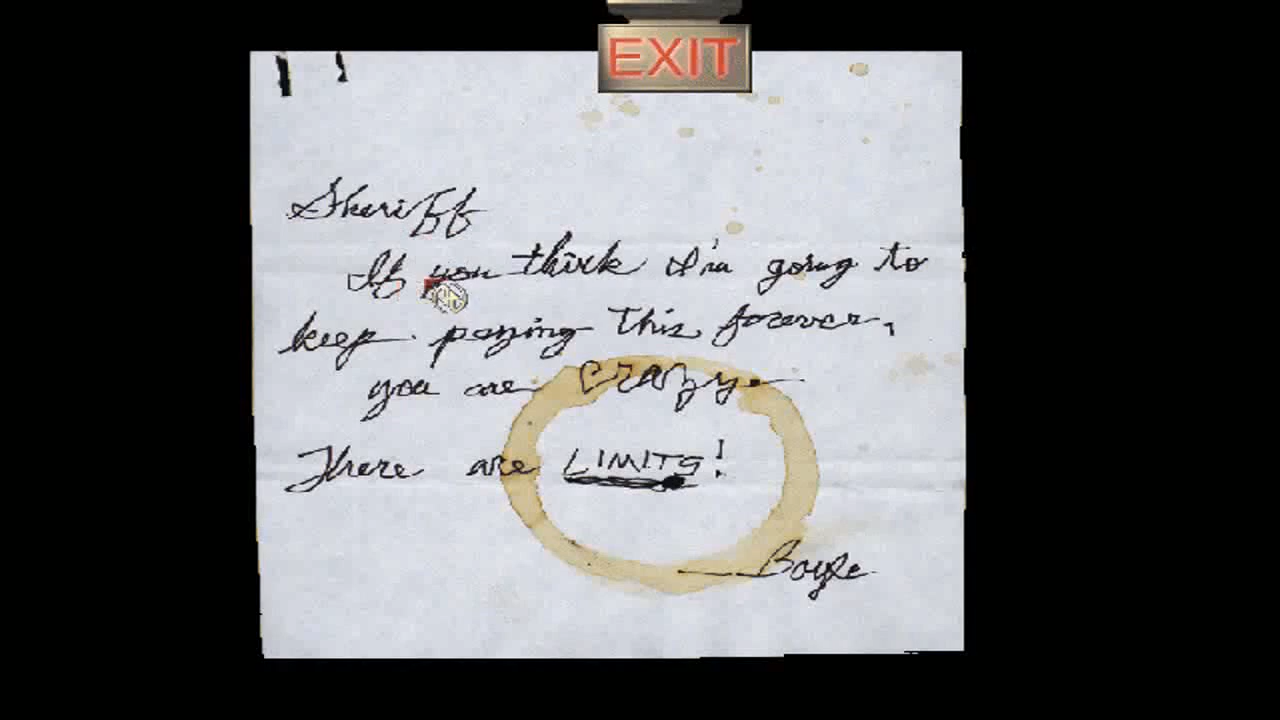 EXIT
Sheriff
If you think I'm going to
keep paying this forever,
you are crazy.
There are LIMITS!
—Boyle